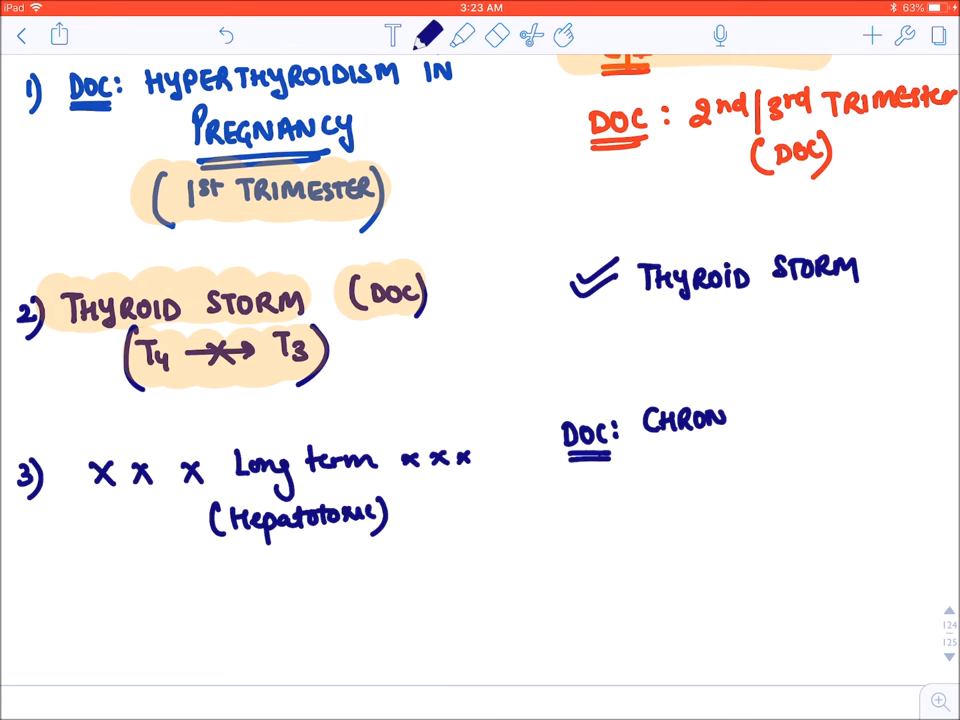 iPad 3:23 AM 63%
1) DOC: HYPERTHYROIDISM IN
PREGNANCY
(1st TRIMESTER)
DOC: 2nd/3rd TRIMESTER
(DOC)
2) THYROID STORM (DOC)
(T4 → T3)
THYROID STORM
3) x x x Long term x x x
(Hepatotoxic)
DOC: CHRON
124
125